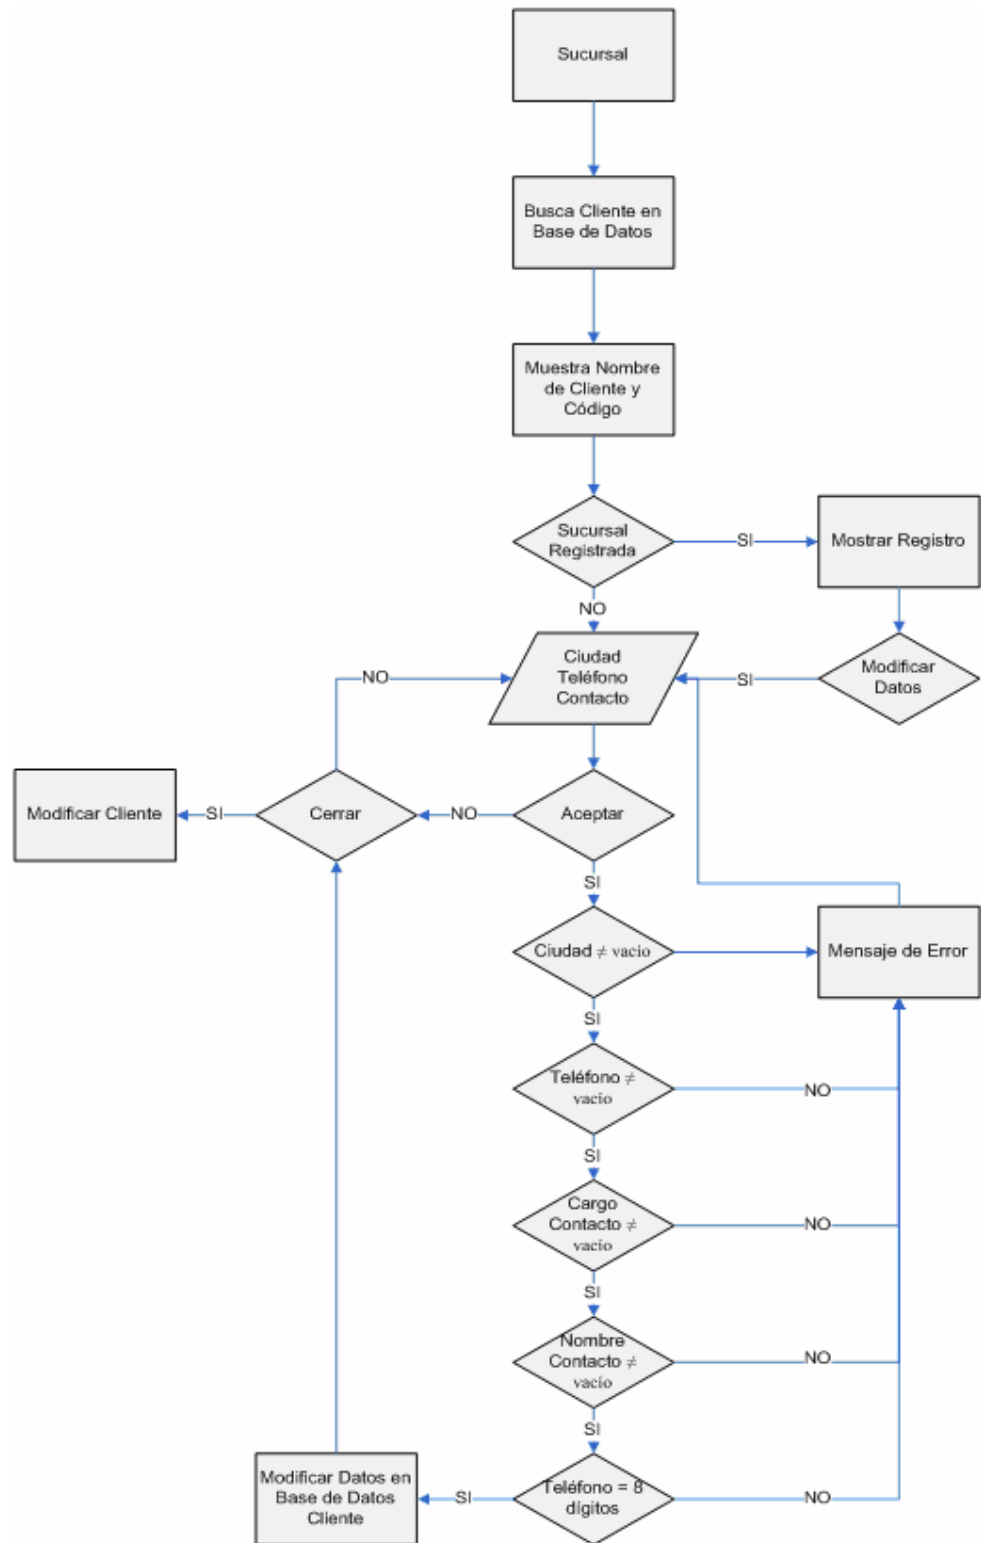 Sucursal
Busca Cliente en
Base de Datos
Muestra Nombre
de Cliente y
Código
Sucursal
Registrada
SI
Mostrar Registro
NO
Ciudad
Teléfono
Contacto
NO
SI
Modificar
Datos
Modificar Cliente
SI
Cerrar
NO
Aceptar
SI
Ciudad ≠ vacio
Mensaje de Error
SI
Teléfono ≠
vacio
NO
SI
Cargo
Contacto ≠
vacio
NO
SI
Nombre
Contacto ≠
vacio
NO
SI
Modificar Datos en
Base de Datos
Cliente
SI
Teléfono = 8
dígitos
NO